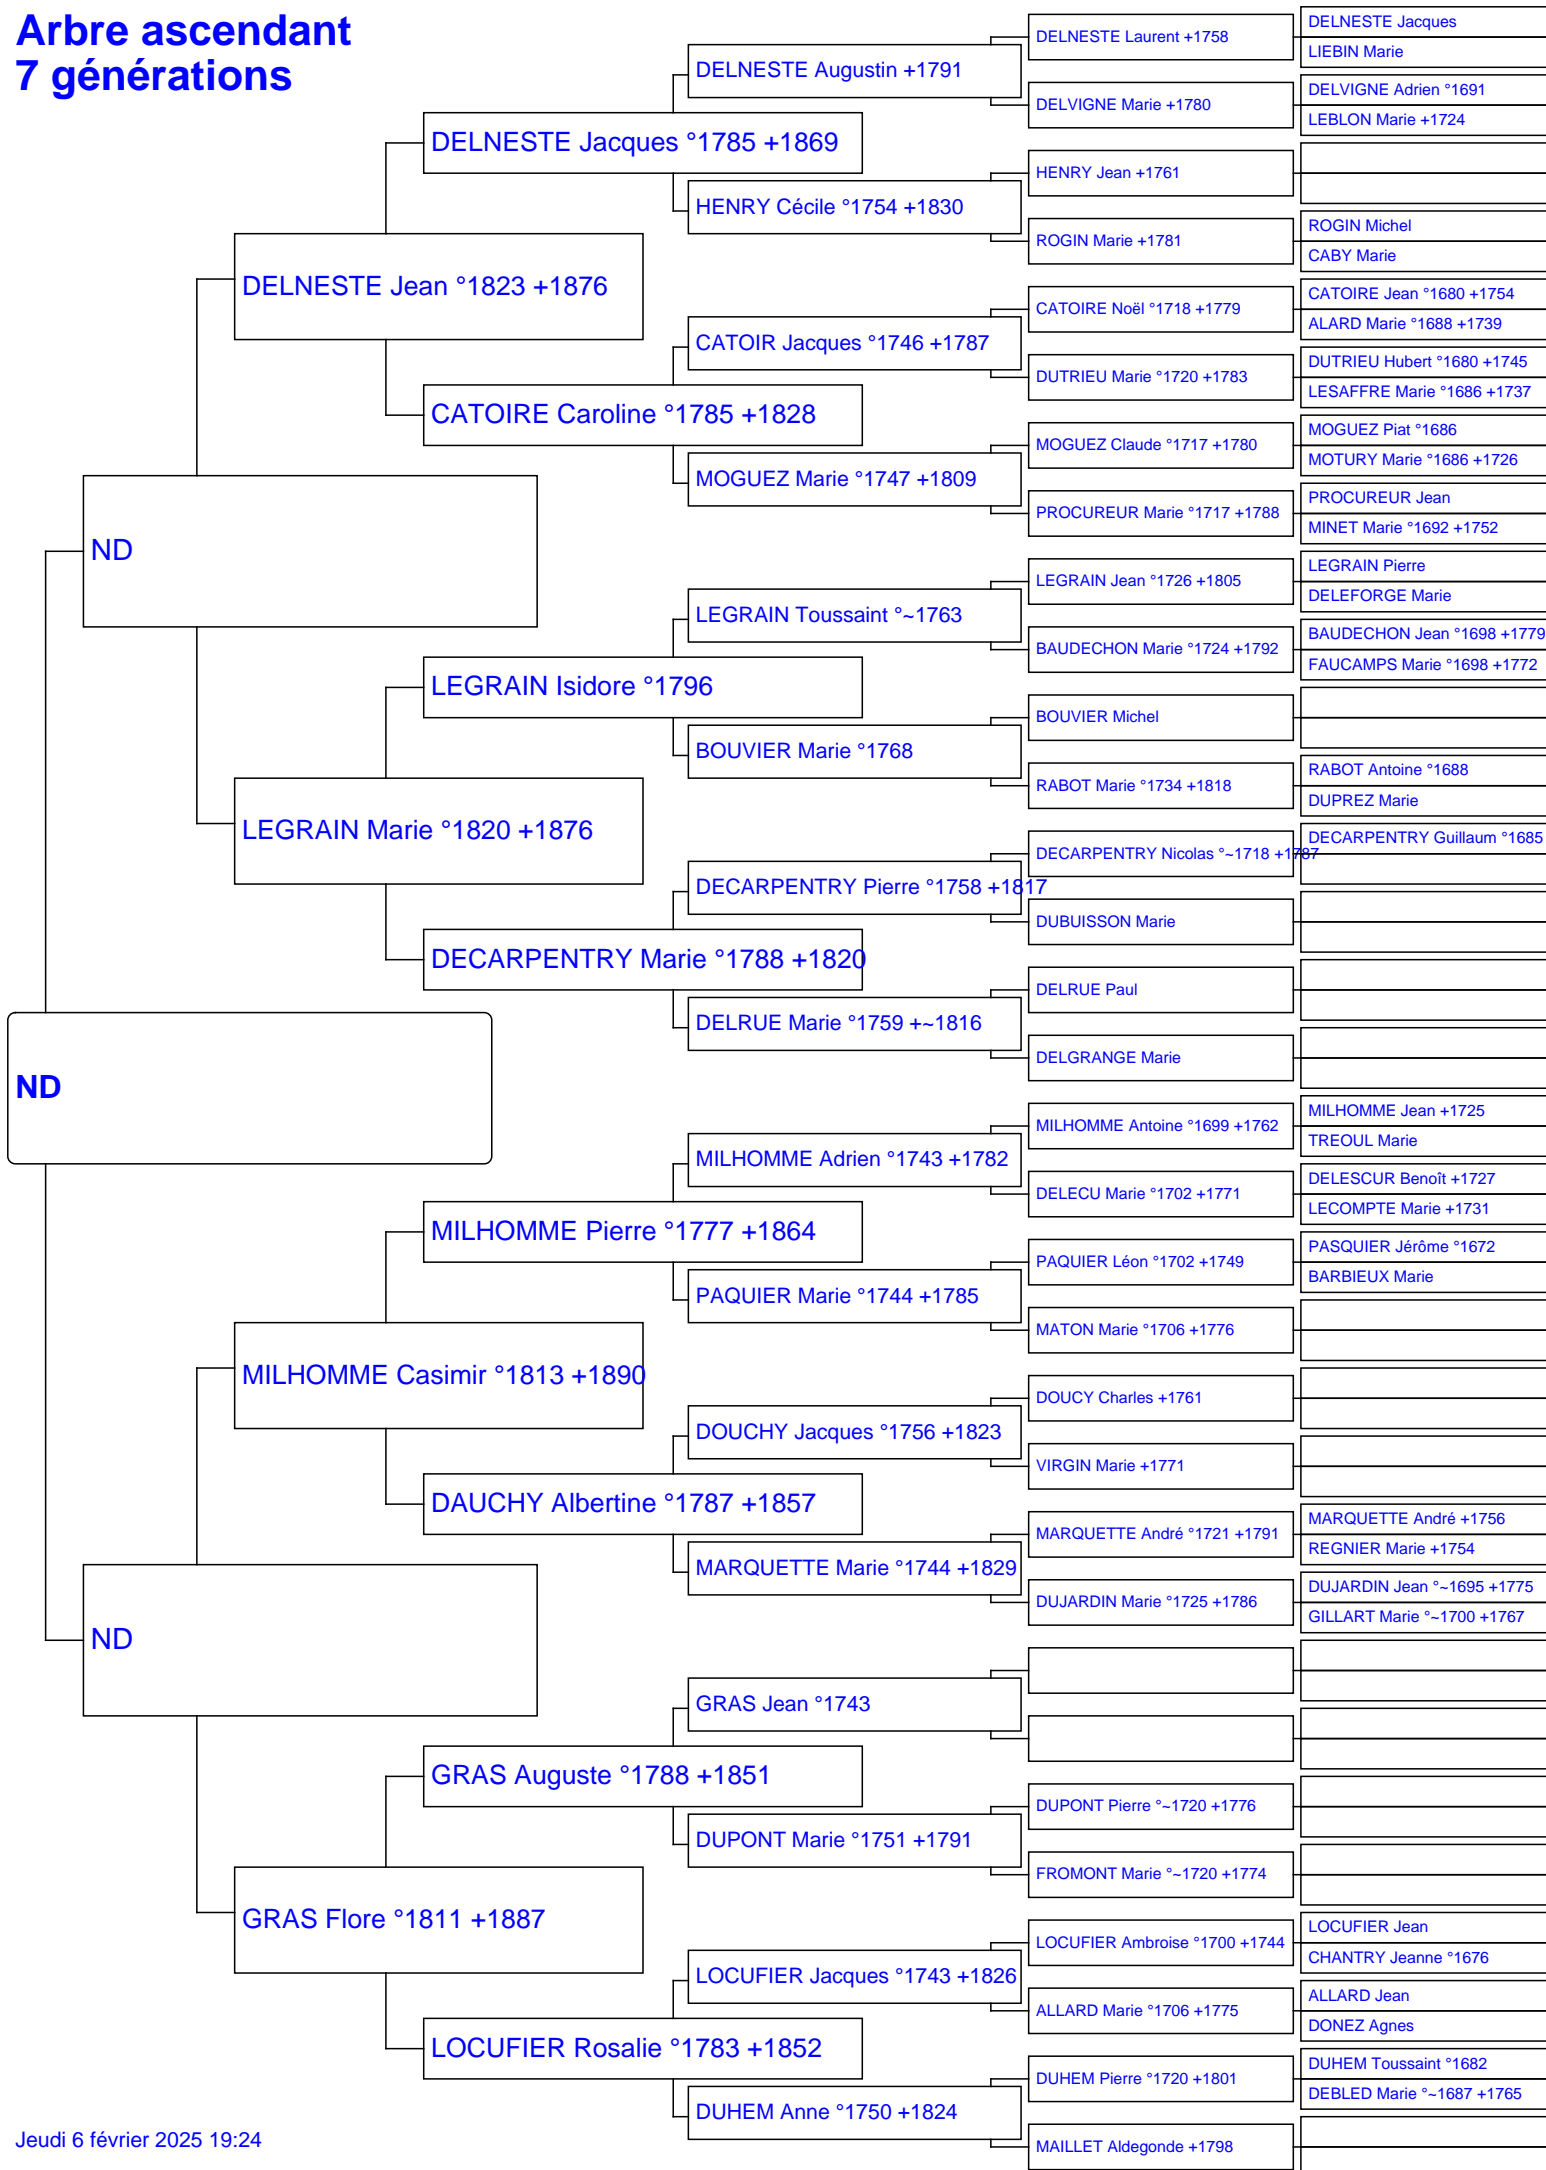 Arbre ascendant
7 générations
ND
ND
ND
DELNESTE Jean °1823 +1876
LEGRAIN Marie °1820 +1876
MILHOMME Casimir °1813 +1890
GRAS Flore °1811 +1887
DELNESTE Jacques °1785 +1869
CATOIRE Caroline °1785 +1828
LEGRAIN Isidore °1796
DECARPENTRY Marie °1788 +1820
MILHOMME Pierre °1777 +1864
DAUCHY Albertine °1787 +1857
GRAS Auguste °1788 +1851
LOCUFIER Rosalie °1783 +1852
DELNESTE Augustin +1791
HENRY Cécile °1754 +1830
CATOIR Jacques °1746 +1787
MOGUEZ Marie °1747 +1809
LEGRAIN Toussaint °~1763
BOUVIER Marie °1768
DECARPENTRY Pierre °1758 +1817
DELRUE Marie °1759 +~1816
MILHOMME Adrien °1743 +1782
PAQUIER Marie °1744 +1785
DOUCHY Jacques °1756 +1823
MARQUETTE Marie °1744 +1829
GRAS Jean °1743
DUPONT Marie °1751 +1791
LOCUFIER Jacques °1743 +1826
DUHEM Anne °1750 +1824
DELNESTE Laurent +1758
DELVIGNE Marie +1780
HENRY Jean +1761
ROGIN Marie +1781
CATOIRE Noël °1718 +1779
DUTRIEU Marie °1720 +1783
MOGUEZ Claude °1717 +1780
PROCUREUR Marie °1717 +1788
LEGRAIN Jean °1726 +1805
BAUDECHON Marie °1724 +1792
BOUVIER Michel
RABOT Marie °1734 +1818
DECARPENTRY Nicolas °~1718 +1787
DUBUISSON Marie
DELRUE Paul
DELGRANGE Marie
MILHOMME Antoine °1699 +1762
DELECU Marie °1702 +1771
PAQUIER Léon °1702 +1749
MATON Marie °1706 +1776
DOUCY Charles +1761
VIRGIN Marie +1771
MARQUETTE André °1721 +1791
DUJARDIN Marie °1725 +1786
DUPONT Pierre °~1720 +1776
FROMONT Marie °~1720 +1774
LOCUFIER Ambroise °1700 +1744
ALLARD Marie °1706 +1775
DUHEM Pierre °1720 +1801
MAILLET Aldegonde +1798
DELNESTE Jacques
LIEBIN Marie
DELVIGNE Adrien °1691
LEBLON Marie +1724
ROGIN Michel
CABY Marie
CATOIRE Jean °1680 +1754
ALARD Marie °1688 +1739
DUTRIEU Hubert °1680 +1745
LESAFFRE Marie °1686 +1737
MOGUEZ Piat °1686
MOTURY Marie °1686 +1726
PROCUREUR Jean
MINET Marie °1692 +1752
LEGRAIN Pierre
DELEFORGE Marie
BAUDECHON Jean °1698 +1779
FAUCAMPS Marie °1698 +1772
RABOT Antoine °1688
DUPREZ Marie
DECARPENTRY Guillaum °1685
MILHOMME Jean +1725
TREOUL Marie
DELESCUR Benoît +1727
LECOMPTE Marie +1731
PASQUIER Jérôme °1672
BARBIEUX Marie
MARQUETTE André +1756
REGNIER Marie +1754
DUJARDIN Jean °~1695 +1775
GILLART Marie °~1700 +1767
LOCUFIER Jean
CHANTRY Jeanne °1676
ALLARD Jean
DONEZ Agnes
DUHEM Toussaint °1682
DEBLED Marie °~1687 +1765
Jeudi 6 février 2025 19:24